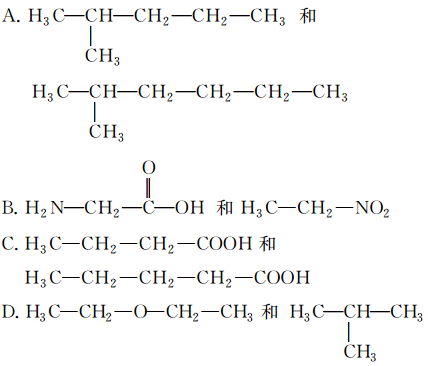 A. H₃C—CH—CH₂—CH₂—CH₃ 和
CH₃
H₃C—CH—CH₂—CH₂—CH₂—CH₃
CH₃
O
B. H₂N—CH₂—C—OH 和 H₃C—CH₂—NO₂
C. H₃C—CH₂—CH₂—COOH 和
H₃C—CH₂—CH₂—CH₂—COOH
D. H₃C—CH₂—O—CH₂—CH₃ 和 H₃C—CH—CH₃
CH₃